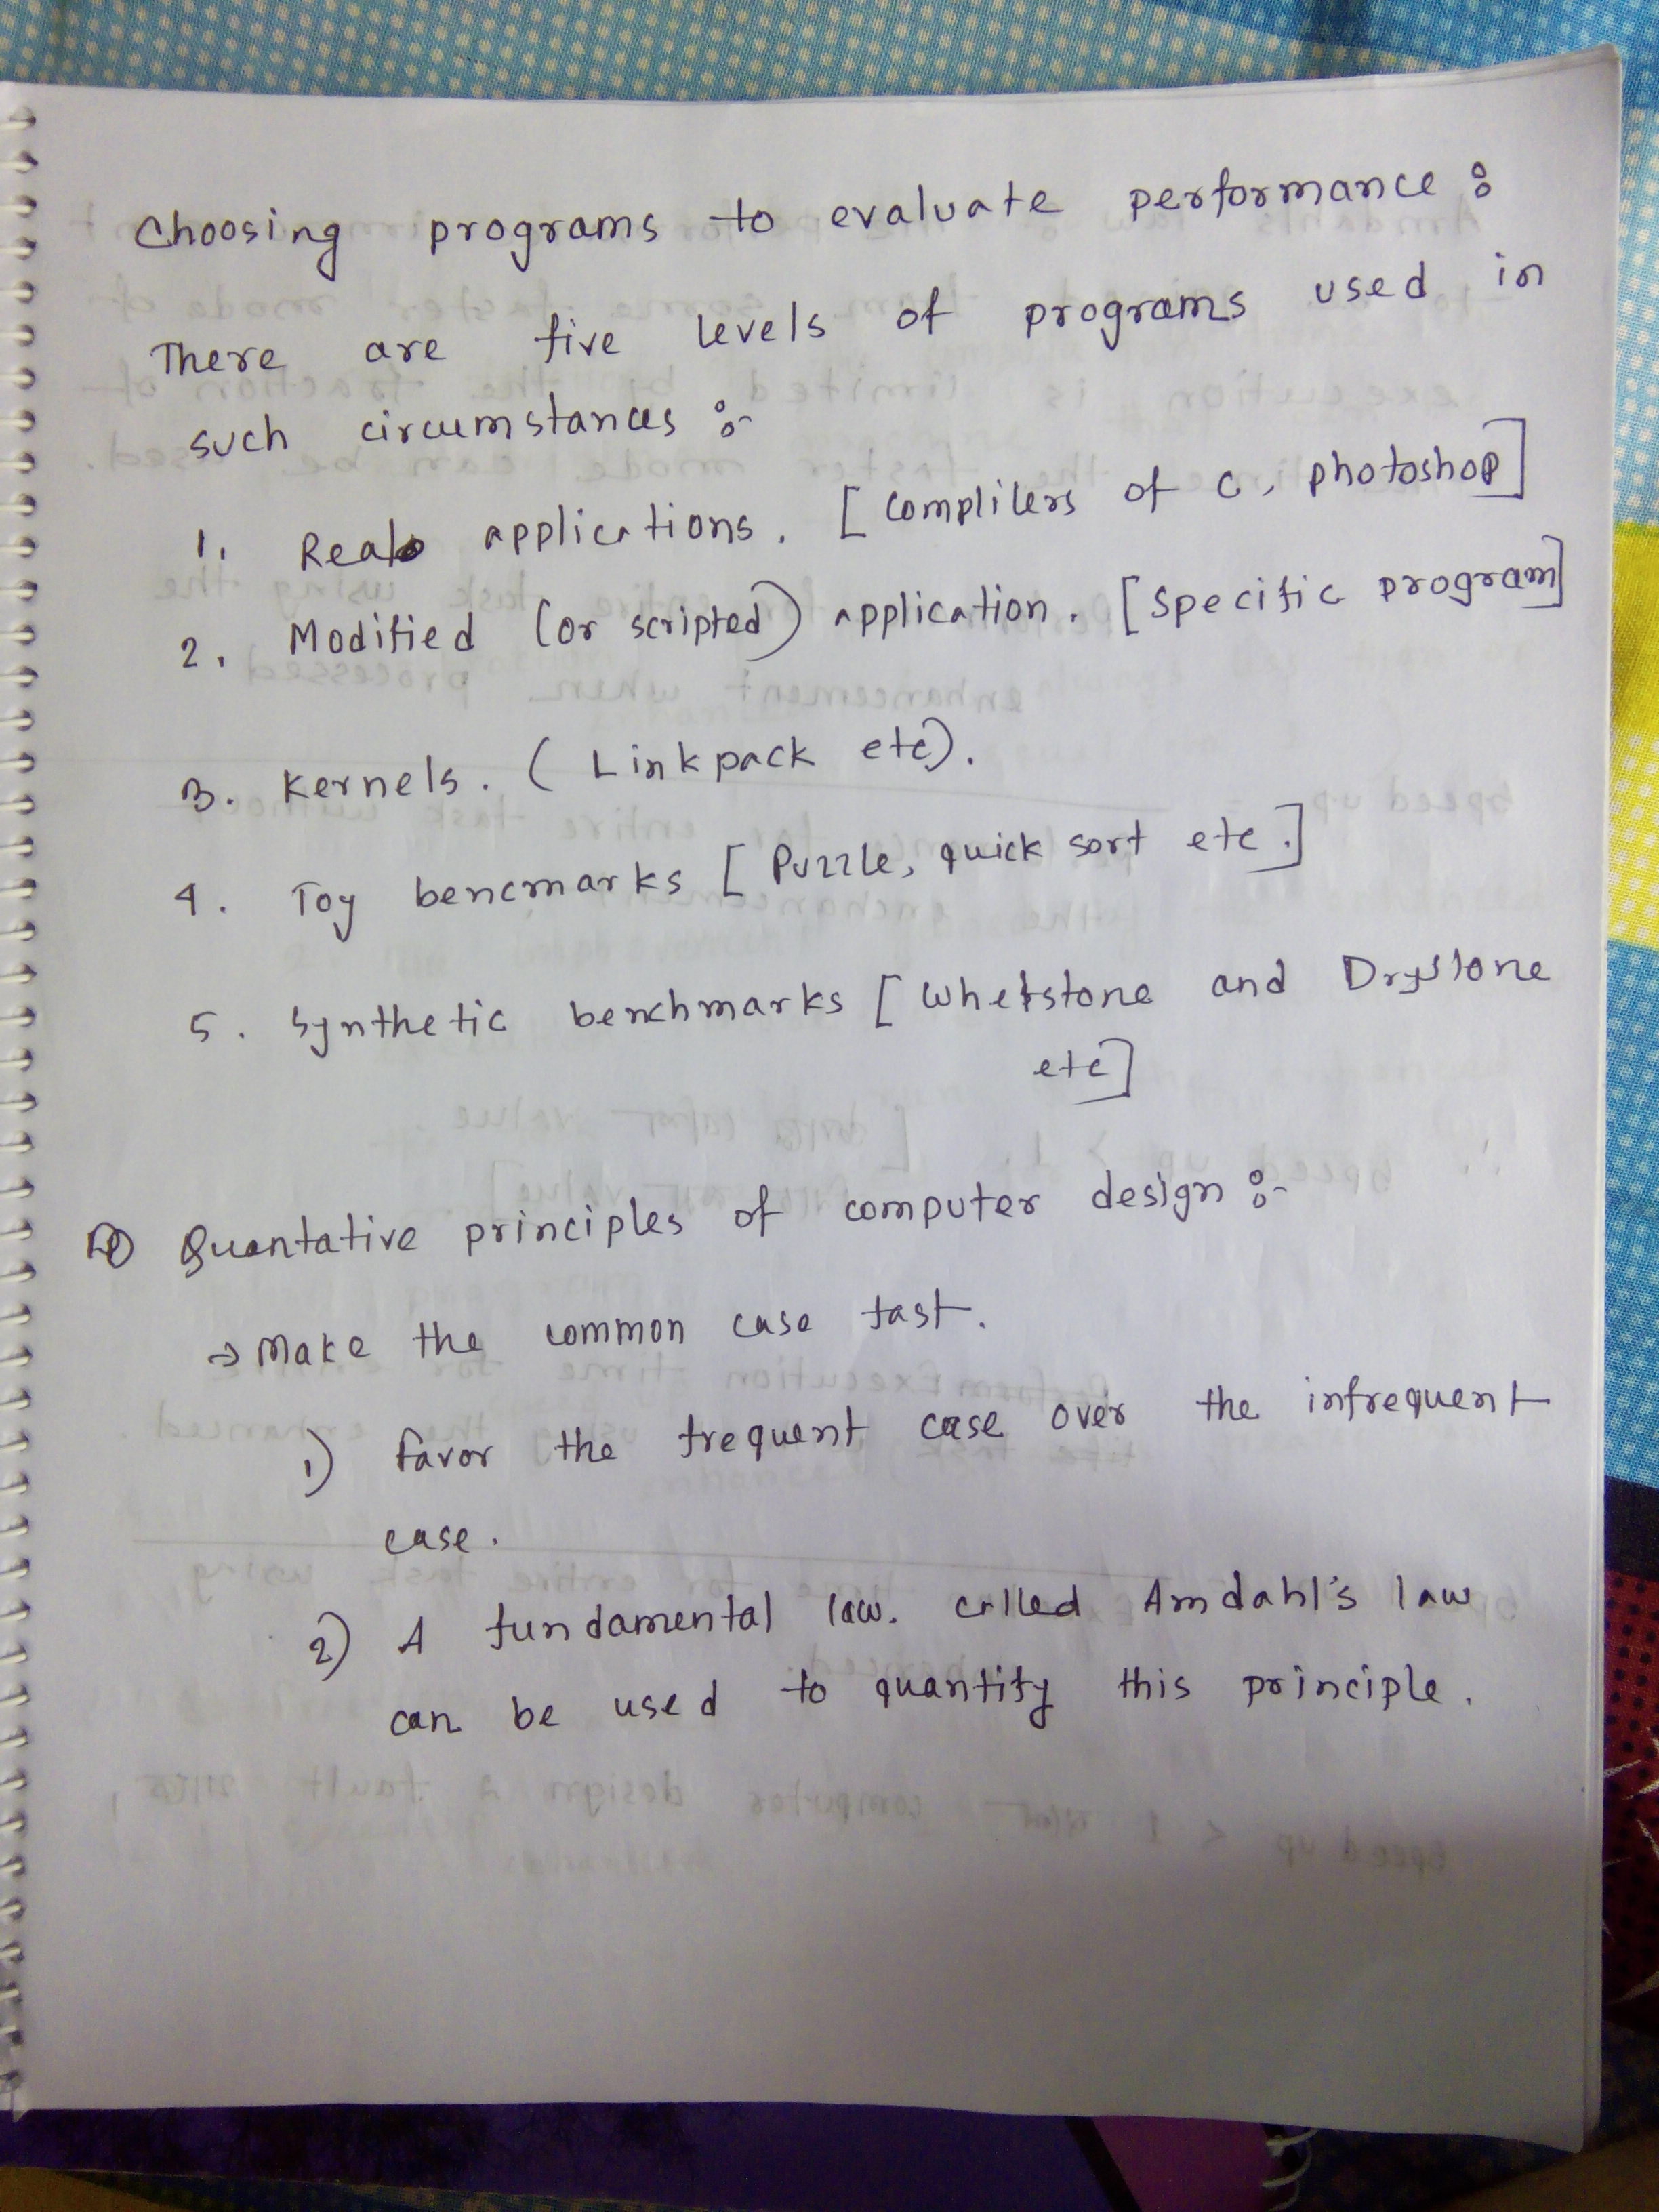 Choosing programs to evaluate performance :
There are five levels of programs used in
such circumstances :-
1. Real applications. [ Complilers of C, photoshop]
2. Modified (or scripted) application. [Specific program]
3. Kernels. ( Linkpack etc).
4. Toy bencmarks [ Puzzle, quick sort etc.]
5. Synthetic benchmarks [ Whetstone and Drystone
etc]
Quantative principles of computer design :-
→ Make the common case fast.
1) favor the frequent case over the infrequent
case.
2) A fundamental law. called Amdahl's law
can be used to quantify this principle.